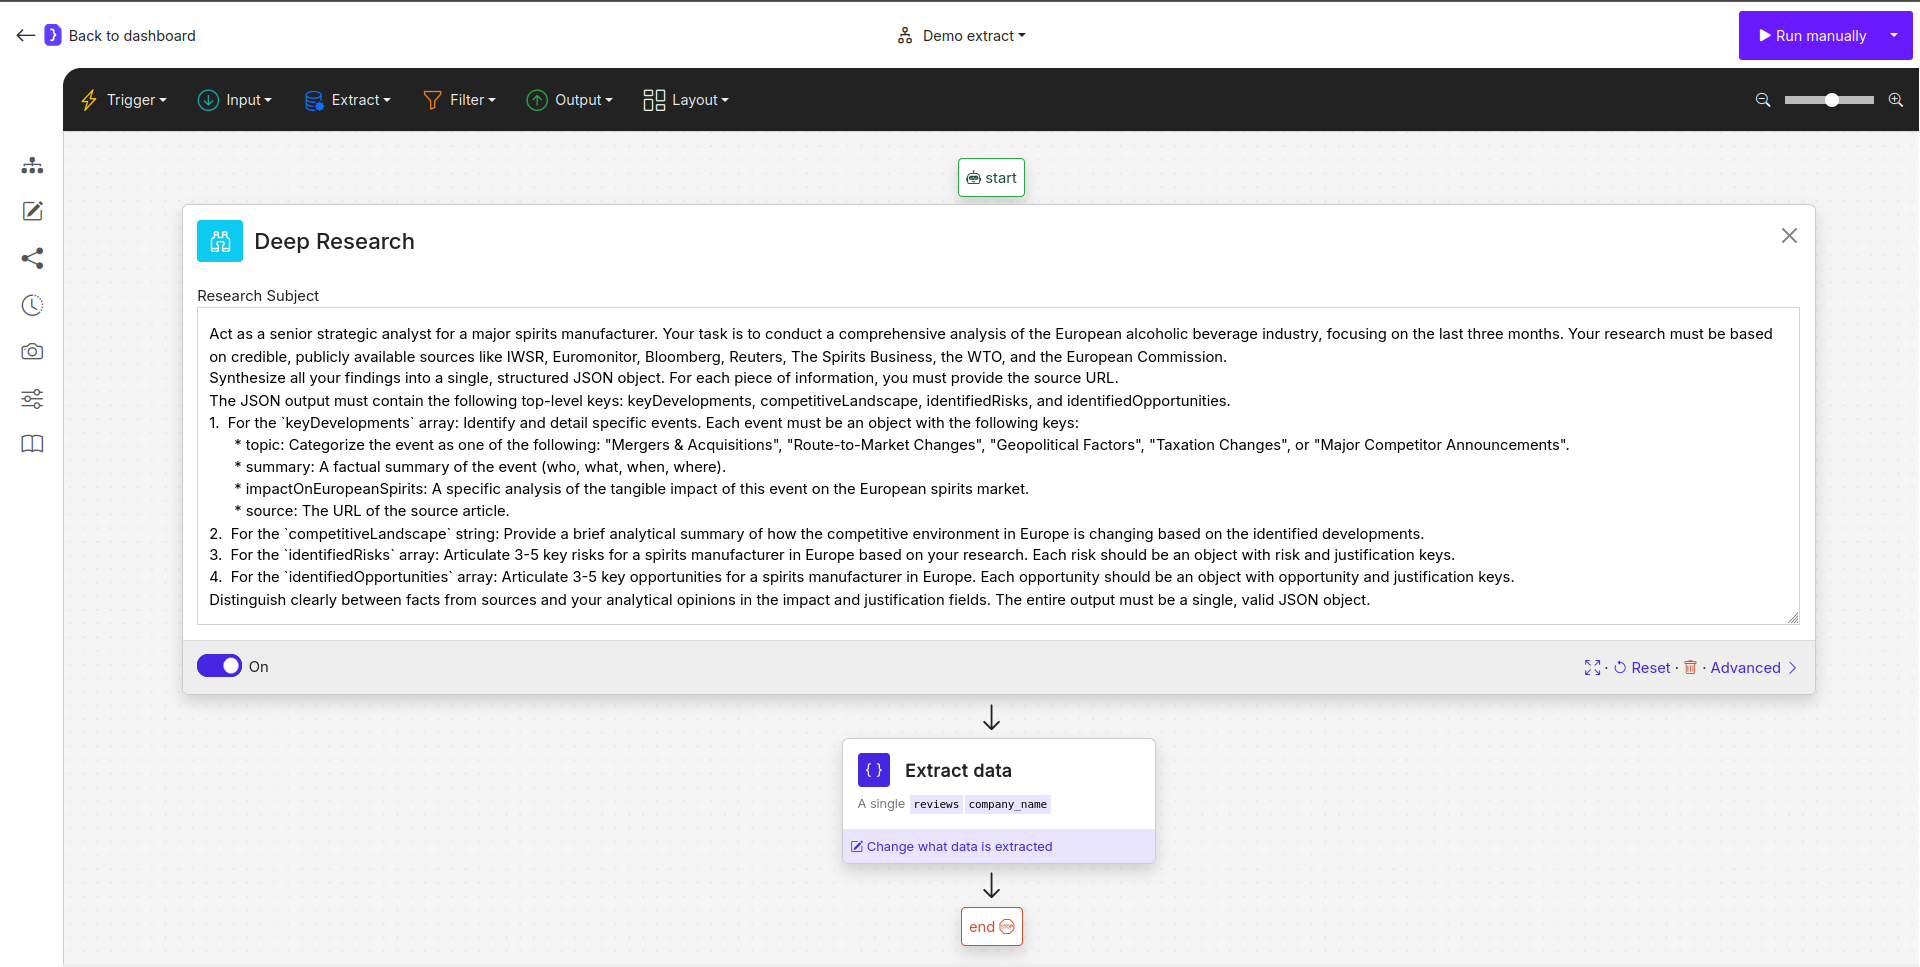 Back to dashboard
Demo extract
Run manually
Trigger
Input
Extract
Filter
Output
Layout
start
Deep Research
Research Subject
Act as a senior strategic analyst for a major spirits manufacturer. Your task is to conduct a comprehensive analysis of the European alcoholic beverage industry, focusing on the last three months. Your research must be based
on credible, publicly available sources like IWSR, Euromonitor, Bloomberg, Reuters, The Spirits Business, the WTO, and the European Commission.
Synthesize all your findings into a single, structured JSON object. For each piece of information, you must provide the source URL.
The JSON output must contain the following top-level keys: keyDevelopments, competitiveLandscape, identifiedRisks, and identifiedOpportunities.
1.  For the `keyDevelopments` array: Identify and detail specific events. Each event must be an object with the following keys:
* topic: Categorize the event as one of the following: "Mergers & Acquisitions", "Route-to-Market Changes", "Geopolitical Factors", "Taxation Changes", or "Major Competitor Announcements".
* summary: A factual summary of the event (who, what, when, where).
* impactOnEuropeanSpirits: A specific analysis of the tangible impact of this event on the European spirits market.
* source: The URL of the source article.
2.  For the `competitiveLandscape` string: Provide a brief analytical summary of how the competitive environment in Europe is changing based on the identified developments.
3.  For the `identifiedRisks` array: Articulate 3-5 key risks for a spirits manufacturer in Europe based on your research. Each risk should be an object with risk and justification keys.
4.  For the `identifiedOpportunities` array: Articulate 3-5 key opportunities for a spirits manufacturer in Europe. Each opportunity should be an object with opportunity and justification keys.
Distinguish clearly between facts from sources and your analytical opinions in the impact and justification fields. The entire output must be a single, valid JSON object.
On
· Reset · · Advanced
{ } Extract data
A single reviews company_name
Change what data is extracted
end